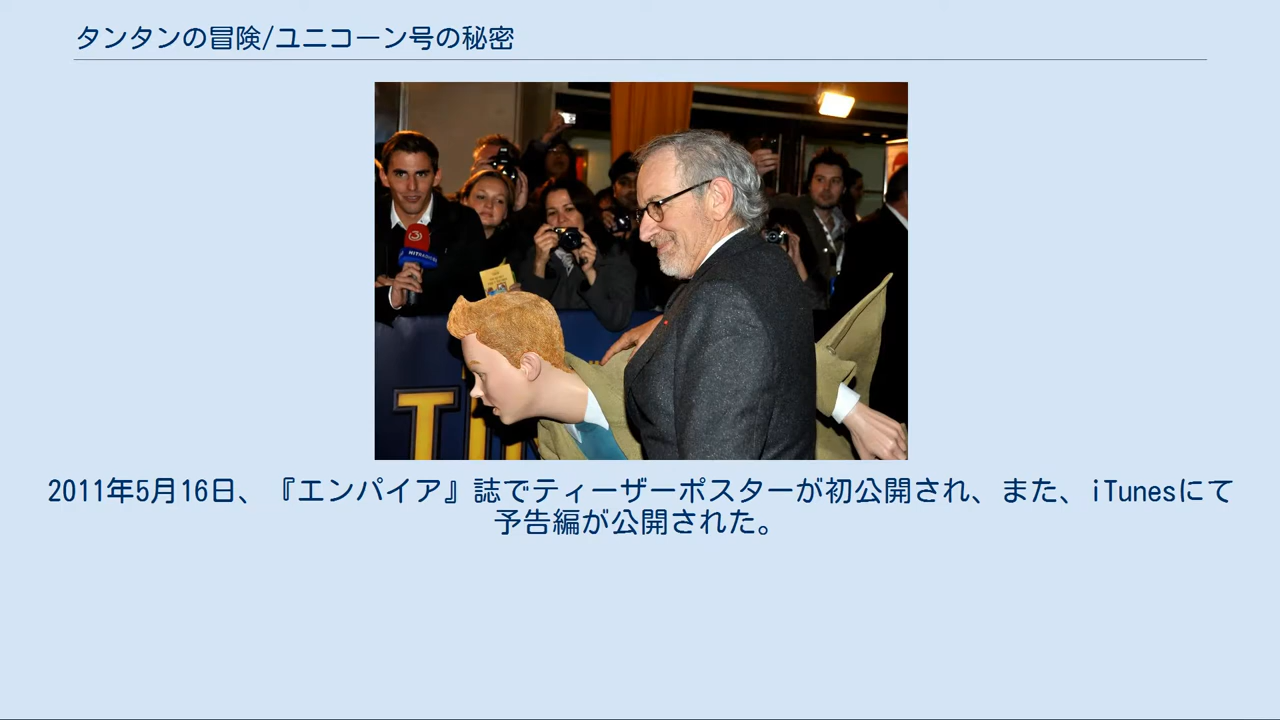 タンタンの冒険/ユニコーン号の秘密
3
HITRADIO
TIN
2011年5月16日、『エンパイア』誌でティーザーポスターが初公開され、また、iTunesにて
予告編が公開された。